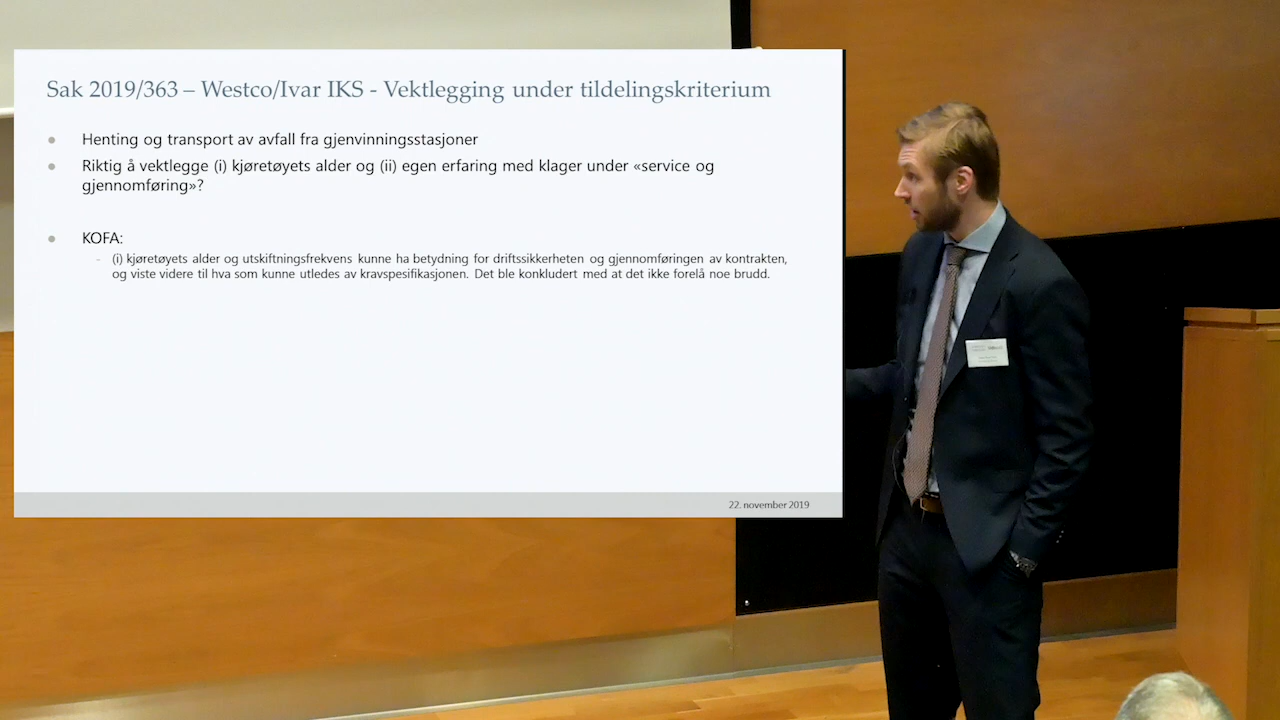 Sak 2019/363 – Westco/Ivar IKS - Vektlegging under tildelingskriterium
Henting og transport av avfall fra gjenvinningsstasjoner
Riktig å vektlegge (i) kjøretøyets alder og (ii) egen erfaring med klager under «service og
gjennomføring»?
KOFA:
- (i) kjøretøyets alder og utskiftningsfrekvens kunne ha betydning for driftssikkerheten og gjennomføringen av kontrakten,
og viste videre til hva som kunne utledes av kravspesifikasjonen. Det ble konkludert med at det ikke forelå noe brudd.
22. november 2019